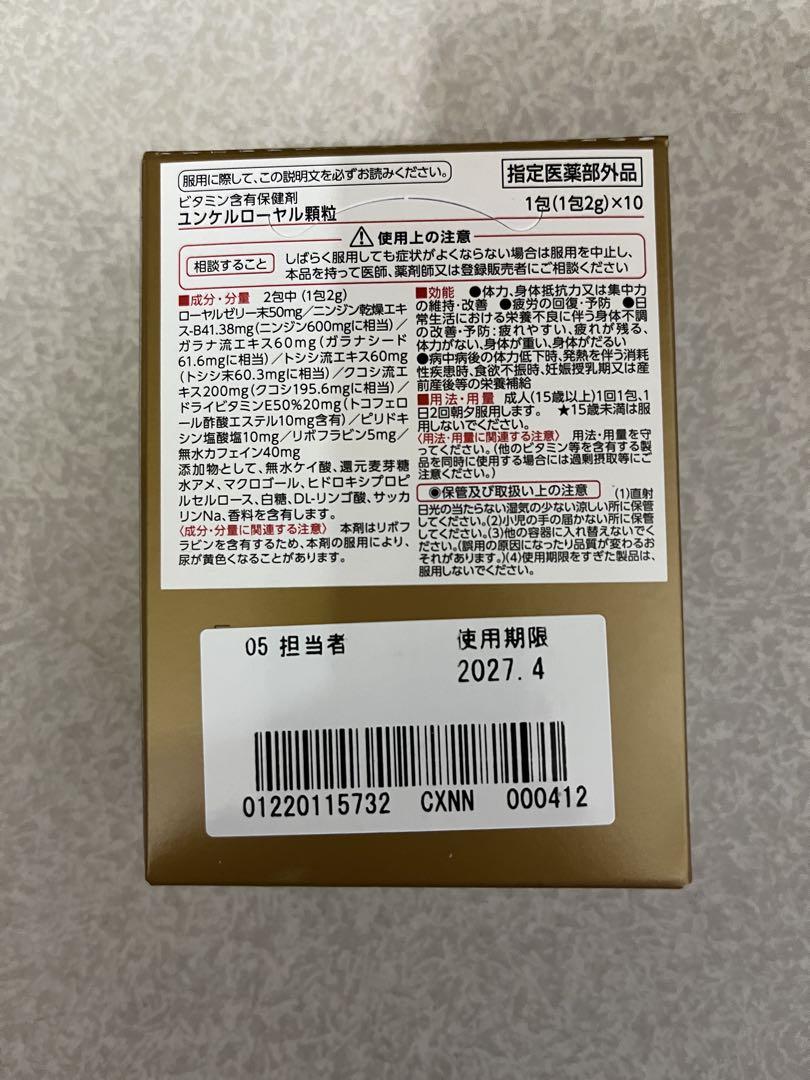 服用に際して、この説明文を必ずお読みください。
指定医薬部外品
ビタミン含有保健剤
ユンケルローヤル顆粒
1包(1包2g)×10
使用上の注意
相談すること
しばらく服用しても症状がよくならない場合は服用を中止し、
本品を持って医師、薬剤師又は登録販売者にご相談ください
■成分・分量 2包中(1包2g)
ローヤルゼリー末50mg/ニンジン乾燥エキ
ス-B41.38mg(ニンジン600mgに相当)/
ガラナ流エキス60mg(ガラナシード
61.6mgに相当)/トシシ流エキス60mg
(トシシ末60.3mgに相当)/クコシ流エ
キス200mg(クコシ195.6mgに相当)/
ドライビタミンE50%20mg(トコフェロ
ール酢酸エステル10mg含有)/ピリドキ
シン塩酸塩10mg/リボフラビン5mg/
無水カフェイン40mg
添加物として、無水ケイ酸、還元麦芽糖
水アメ、マクロゴール、ヒドロキシプロピ
ルセルロース、白糖、DL-リンゴ酸、サッカ
リンNa、香料を含有します。
〈成分・分量に関連する注意〉 本剤はリボフ
ラビンを含有するため、本剤の服用により、
尿が黄色くなることがあります。
■効能 ●体力、身体抵抗力又は集中力
の維持・改善 ●疲労の回復・予防 ●日
常生活における栄養不良に伴う身体不調
の改善・予防:疲れやすい、疲れが残る、
体力がない、身体が重い、身体がだるい
●病中病後の体力低下時、発熱を伴う消耗
性疾患時、食欲不振時、妊娠授乳期又は産
前産後等の栄養補給
■用法・用量 成人(15歳以上)1回1包、1
日2回朝夕服用します。 ★15歳未満は服
用しないでください。
〈用法・用量に関連する注意〉 用法・用量を守
ってください。(他のビタミン等を含有する製
品を同時に使用する場合には過剰摂取等にご
注意ください。)
●保管及び取扱い上の注意 (1)直射
日光の当たらない湿気の少ない涼しい所に保管
してください。(2)小児の手の届かない所に保管
してください。(3)他の容器に入れ替えないでく
ださい。(誤用の原因になったり品質が変わるお
それがあります。)(4)使用期限をすぎた製品は、
服用しないでください。
05 担当者
使用期限
2027. 4
01220115732 CXNN 000412